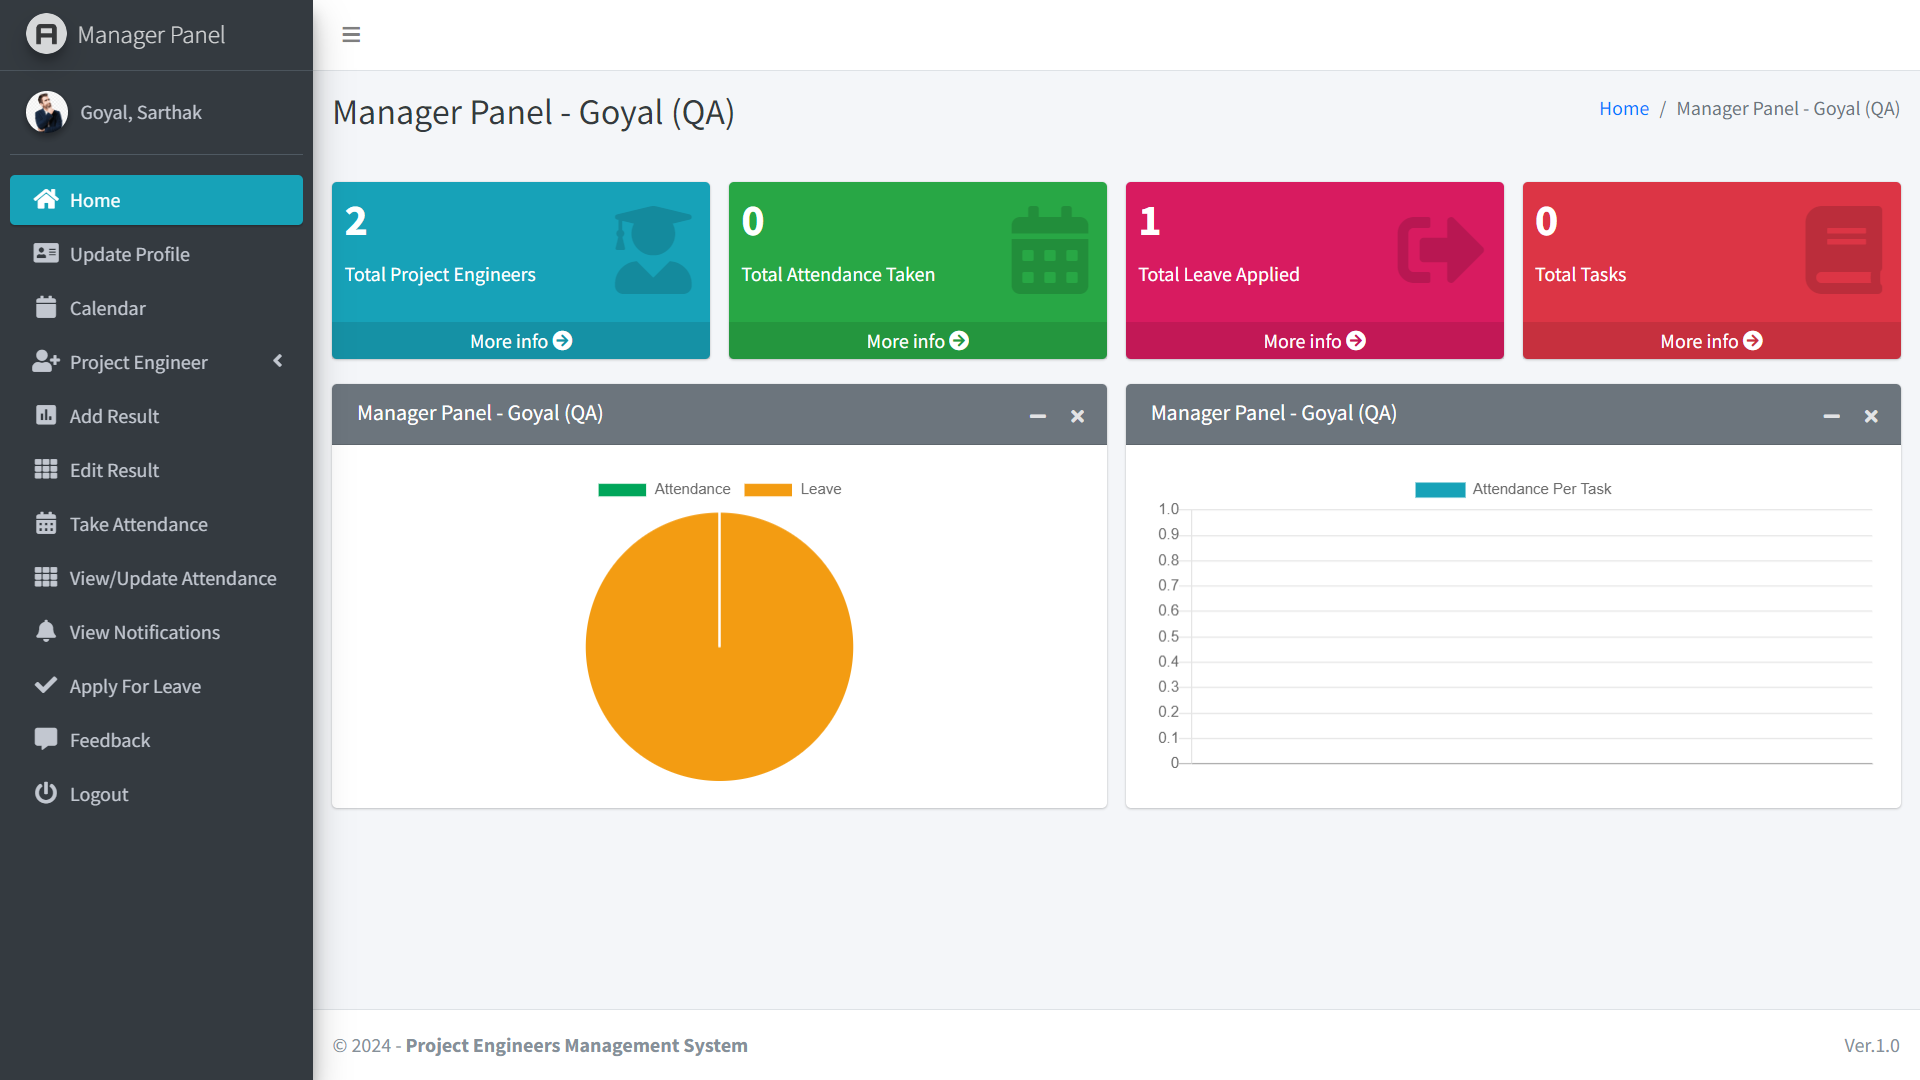 Manager Panel
Goyal, Sarthak
Home
Update Profile
Calendar
Project Engineer
Add Result
Edit Result
Take Attendance
View/Update Attendance
View Notifications
Apply For Leave
Feedback
Logout
Manager Panel - Goyal (QA)
Home / Manager Panel - Goyal (QA)
2
Total Project Engineers
More info
0
Total Attendance Taken
More info
1
Total Leave Applied
More info
0
Total Tasks
More info
Manager Panel - Goyal (QA)
Attendance Leave
Manager Panel - Goyal (QA)
Attendance Per Task
1.0
0.9
0.8
0.7
0.6
0.5
0.4
0.3
0.2
0.1
0
© 2024 - Project Engineers Management System
Ver.1.0